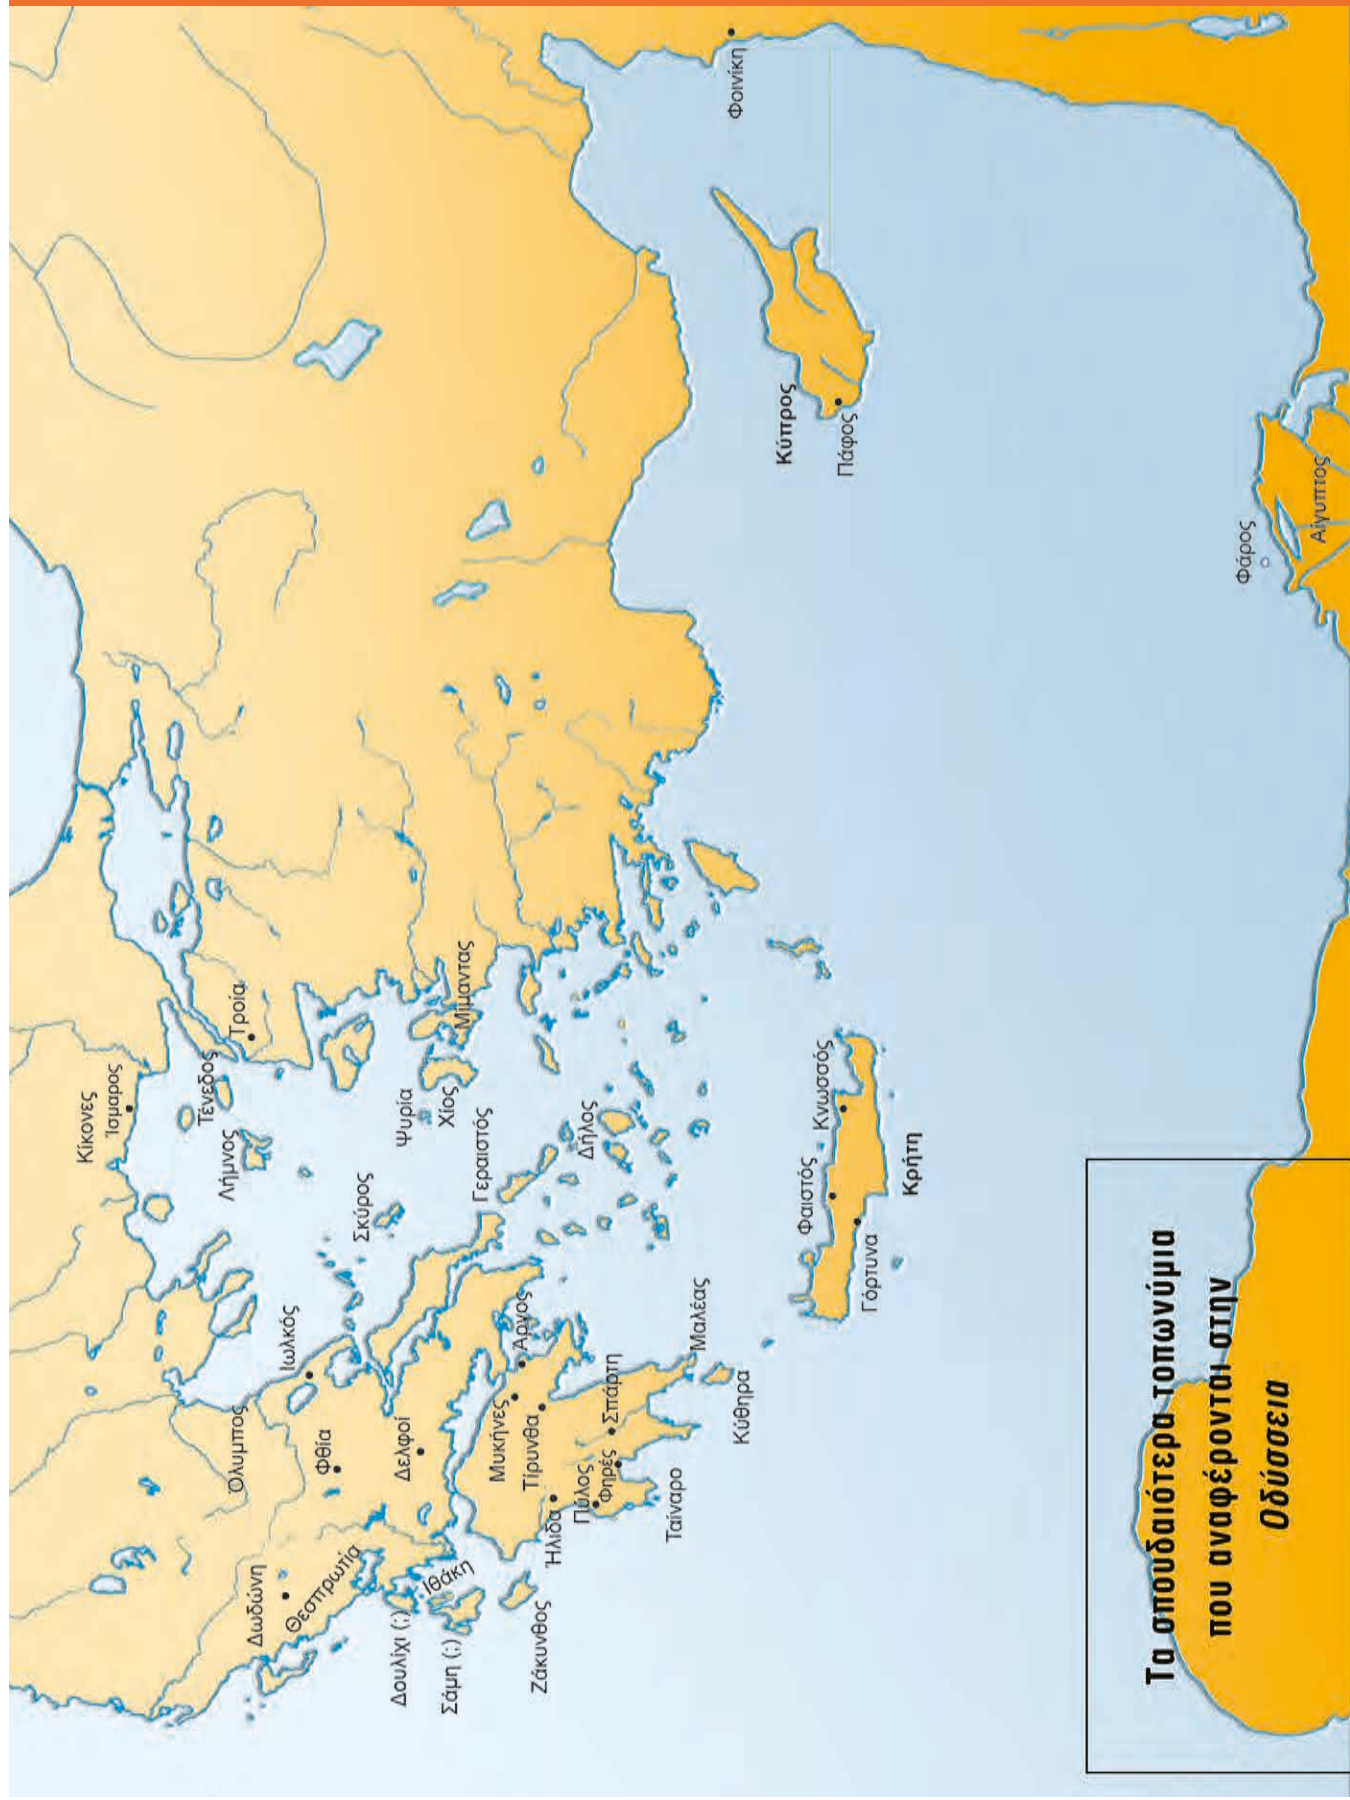 Κίκονες
Ἴσμαρος
Τροία
Τένεδος
Λήμνος
Ψυρία
Χίος
Μίμαντας
Σκύρος
Γεραιστός
Δήλος
Ιωλκός
Όλυμπος
Φθία
Δελφοί
Δωδώνη
Θεσπρωτία
Δουλίχι (;)
Ιθάκη
Σάμη (;)
Ζάκυνθος
Μυκήνες
Άργος
Τίρυνθα
Ήλιδα
Πύλος
Φηρές
Σπάρτη
Ταίναρο
Μαλέας
Κύθηρα
Φαιστός
Κνωσσός
Γόρτυνα
Κρήτη
Κύπρος
Πάφος
Φοινίκη
Φάρος
Αίγυπτος
Τα σπουδαιότερα τοπωνύμια
που αναφέρονται στην
Οδύσσεια